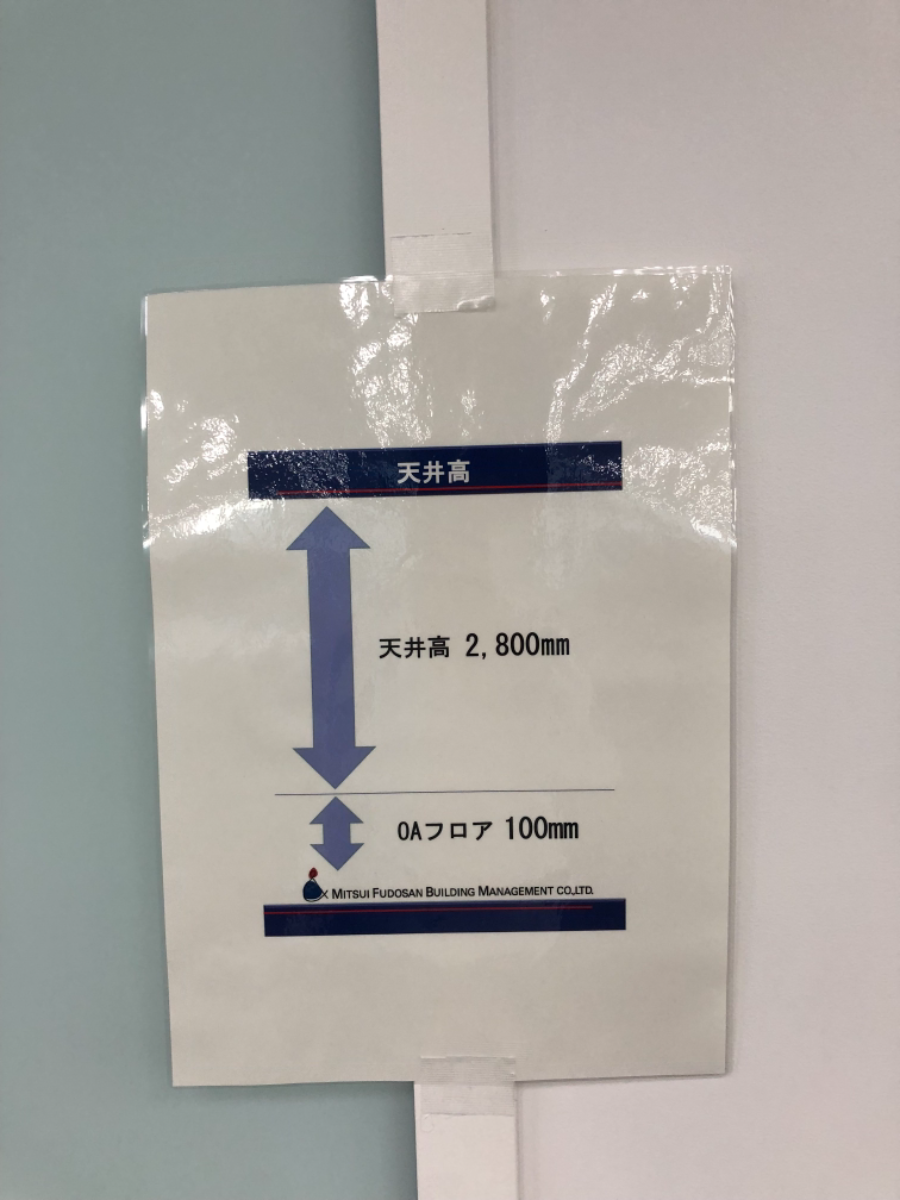 天井高
天井高 2,800mm
OAフロア 100mm
MITSUI FUDOSAN BUILDING MANAGEMENT CO.,LTD.